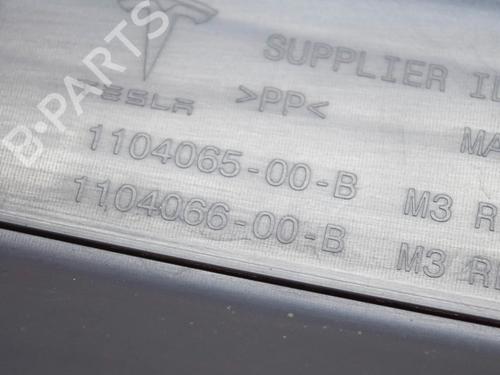 B-PARTS
SUPPLIER
TESLA >PP<
1104065-00-B M3
1104066-00-B M3